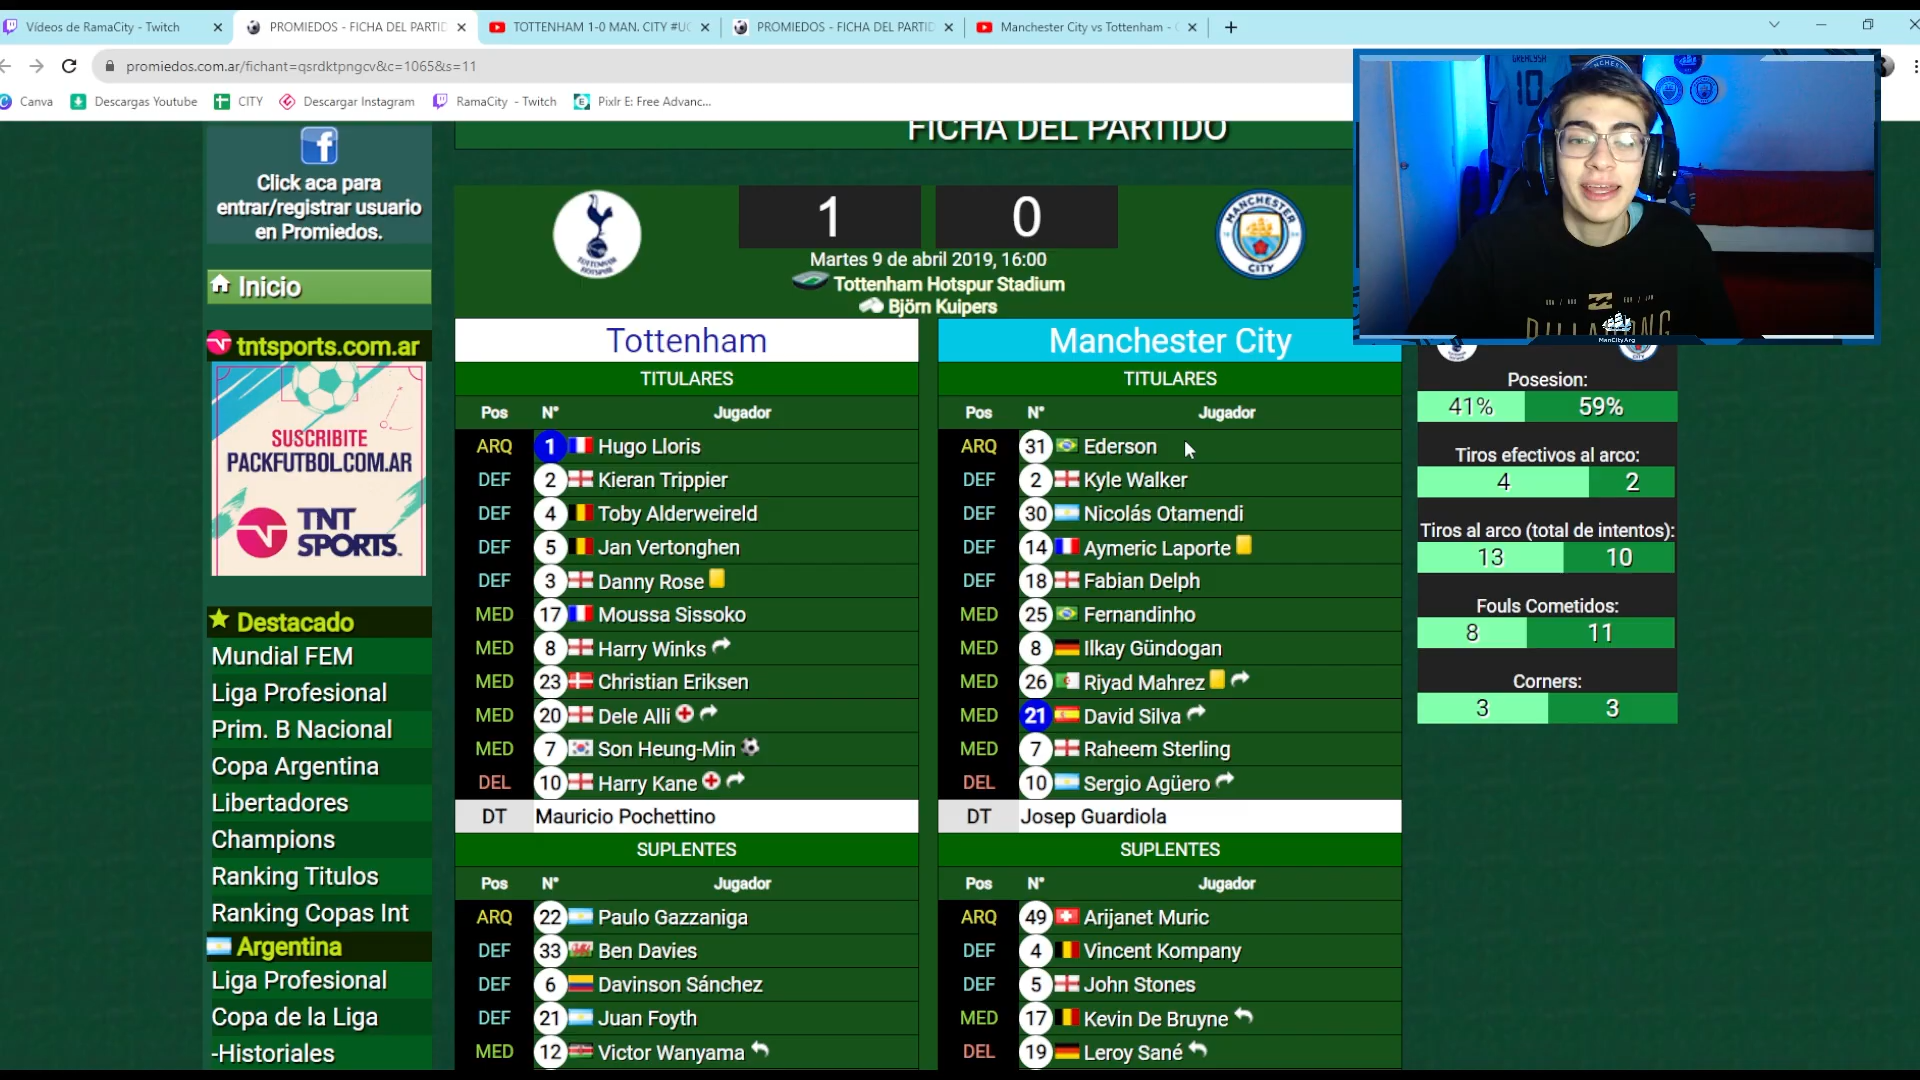 Vídeos de RamaCity - Twitch
PROMIEDOS - FICHA DEL PARTID
TOTTENHAM 1-0 MAN. CITY #UC
PROMIEDOS - FICHA DEL PARTID
Manchester City vs Tottenham -
promiedos.com.ar/fichant=qsrdktpngcv&c=1065&s=11
Canva
Descargas Youtube
CITY
Descargar Instagram
RamaCity - Twitch
Pixlr E: Free Advanc...
FICHA DEL PARTIDO
Click aca para
entrar/registrar usuario
en Promiedos.
Inicio
tntsports.com.ar
SUSCRIBITE
PACKFUTBOL.COM.AR
TNT
SPORTS
Destacado
Mundial FEM
Liga Profesional
Prim. B Nacional
Copa Argentina
Libertadores
Champions
Ranking Titulos
Ranking Copas Int
Argentina
Liga Profesional
Copa de la Liga
-Historiales
TOTTENHAM
1 0
MANCHESTER
CITY
Martes 9 de abril 2019, 16:00
Tottenham Hotspur Stadium
Björn Kuipers
Tottenham
TITULARES
Pos N° Jugador
ARQ 1 Hugo Lloris
DEF 2 Kieran Trippier
DEF 4 Toby Alderweireld
DEF 5 Jan Vertonghen
DEF 3 Danny Rose
MED 17 Moussa Sissoko
MED 8 Harry Winks
MED 23 Christian Eriksen
MED 20 Dele Alli
MED 7 Son Heung-Min
DEL 10 Harry Kane
DT Mauricio Pochettino
SUPLENTES
Pos N° Jugador
ARQ 22 Paulo Gazzaniga
DEF 33 Ben Davies
DEF 6 Davinson Sánchez
DEF 21 Juan Foyth
MED 12 Victor Wanyama
Manchester City
TITULARES
Pos N° Jugador
ARQ 31 Ederson
DEF 2 Kyle Walker
DEF 30 Nicolás Otamendi
DEF 14 Aymeric Laporte
DEF 18 Fabian Delph
MED 25 Fernandinho
MED 8 Ilkay Gündogan
MED 26 Riyad Mahrez
MED 21 David Silva
MED 7 Raheem Sterling
DEL 10 Sergio Agüero
DT Josep Guardiola
SUPLENTES
Pos N° Jugador
ARQ 49 Arijanet Muric
DEF 4 Vincent Kompany
DEF 5 John Stones
MED 17 Kevin De Bruyne
DEL 19 Leroy Sané
10
BILLABONG
ManCityArg
Posesion:
41% 59%
Tiros efectivos al arco:
4 2
Tiros al arco (total de intentos):
13 10
Fouls Cometidos:
8 11
Corners:
3 3